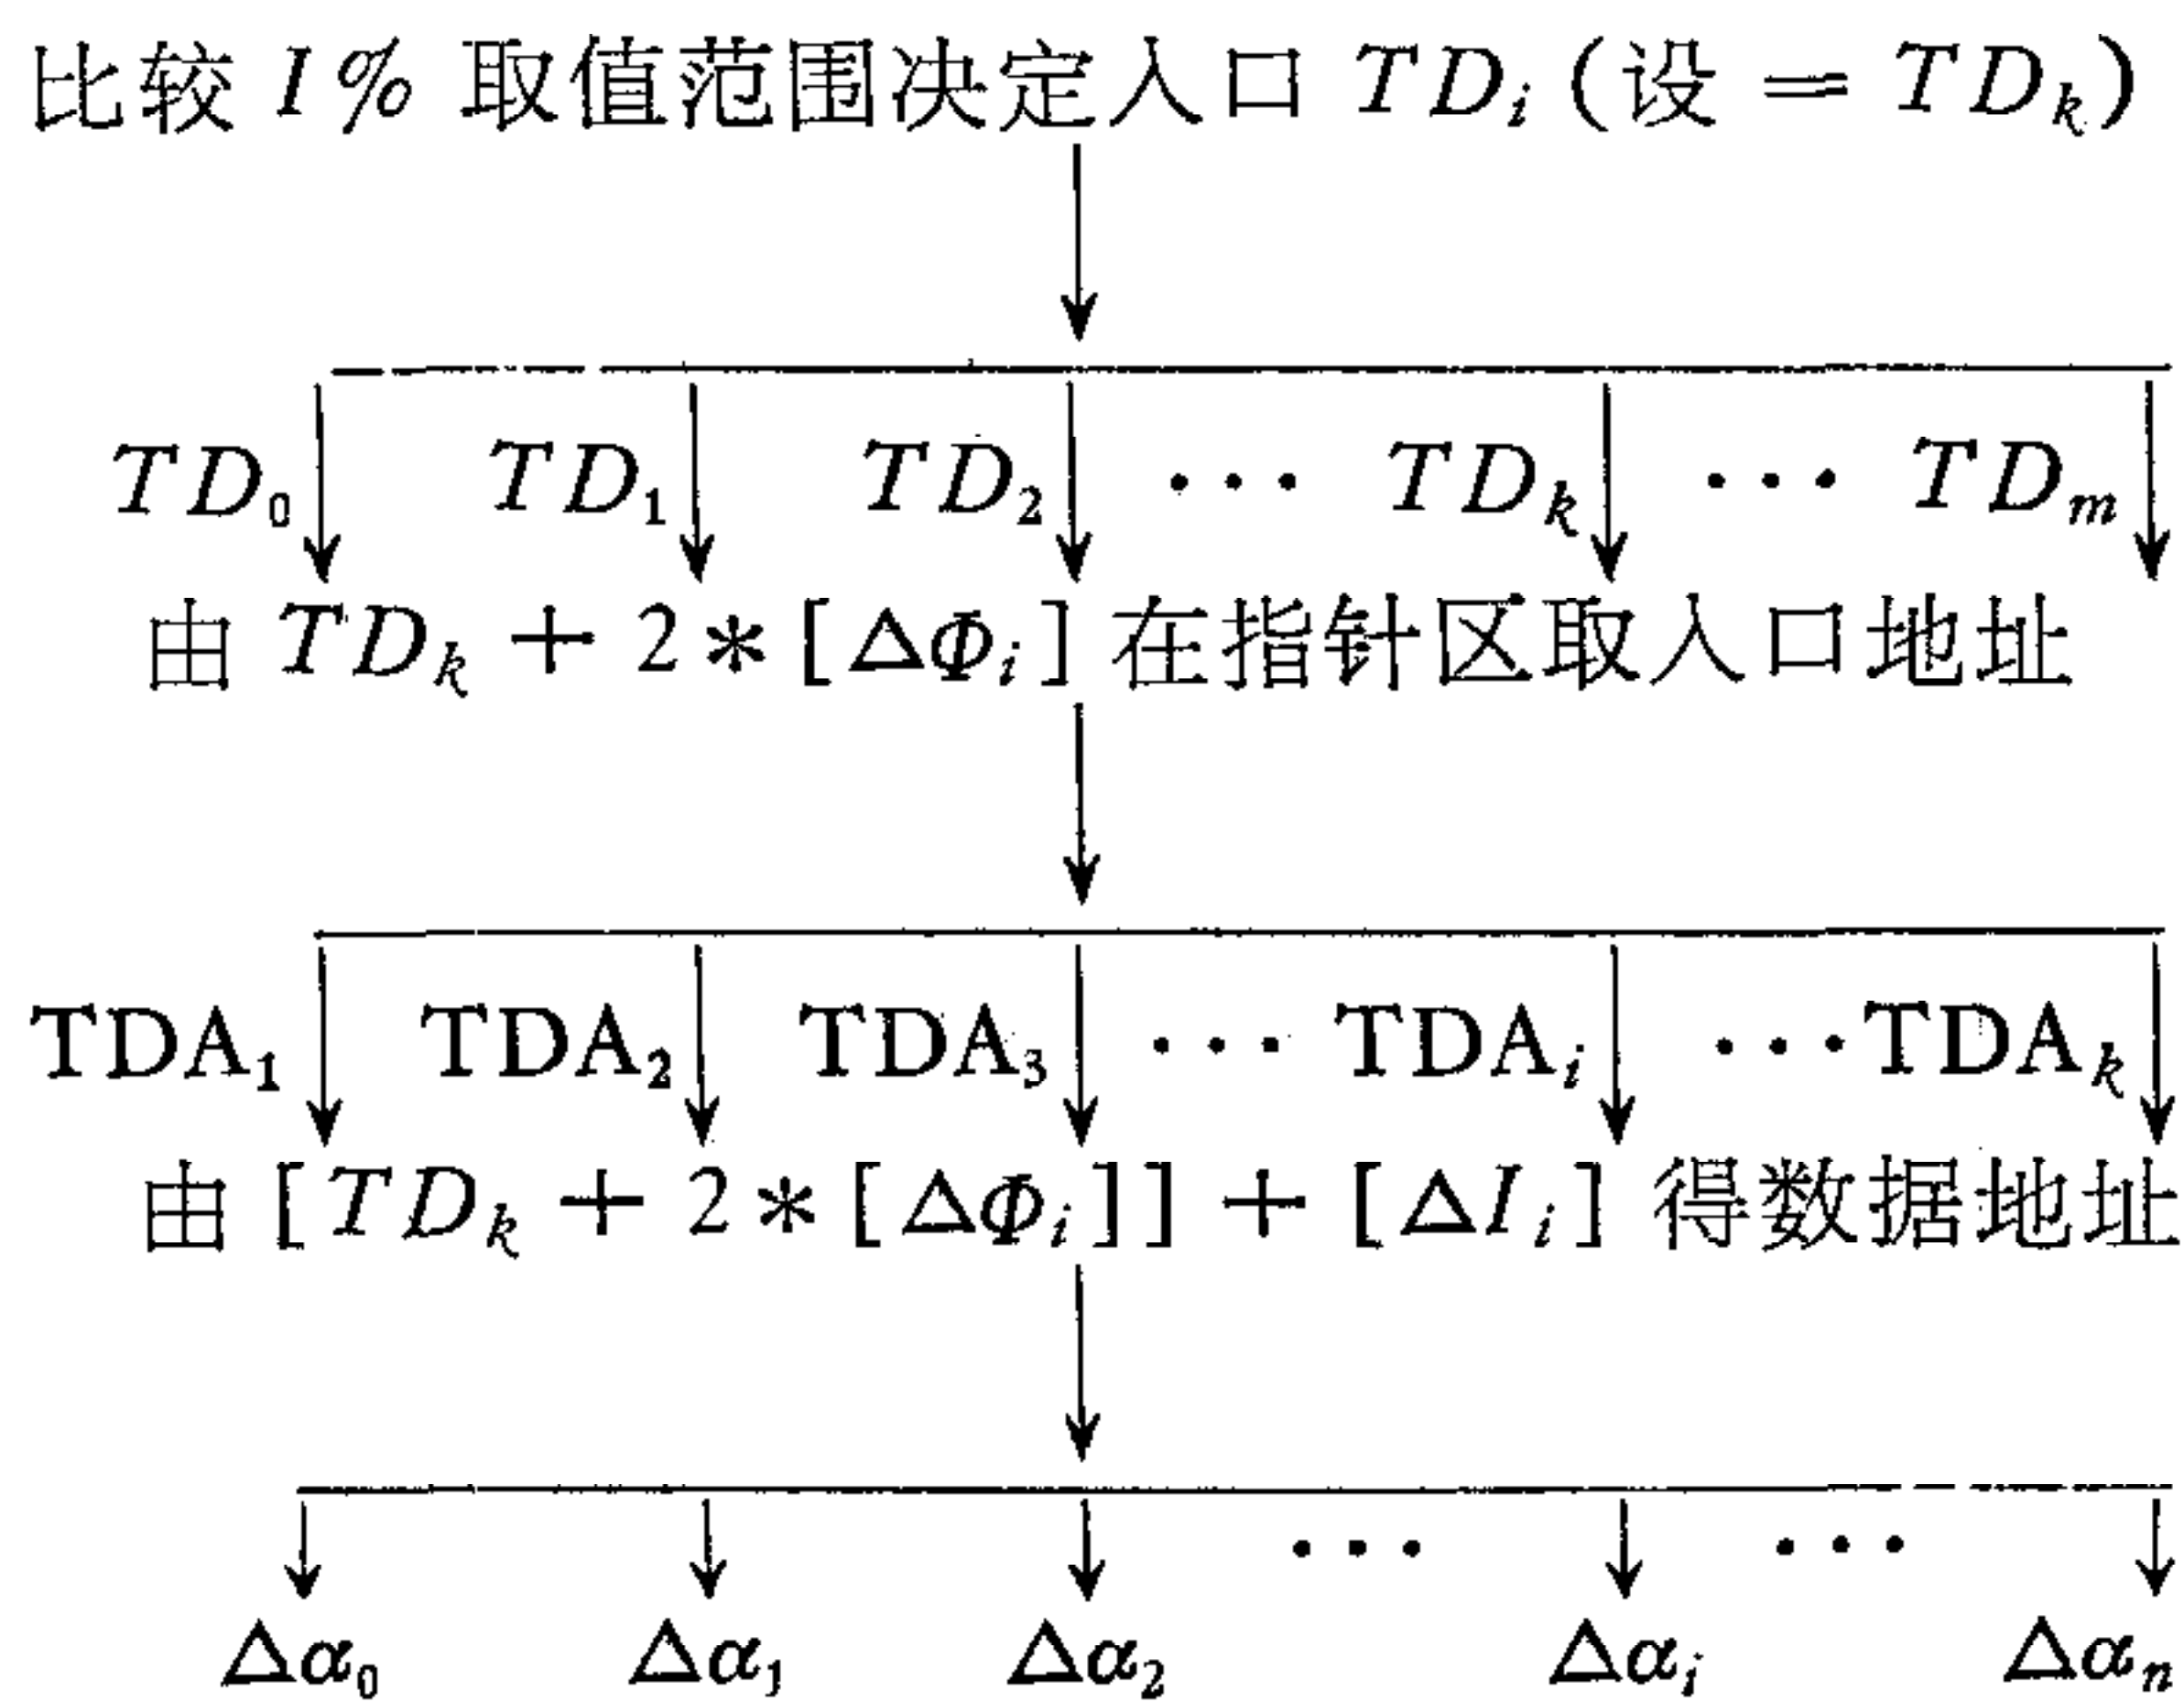 比较 I% 取值范围决定入口 TDᵢ (设 = TDₖ)
TD₀ TD₁ TD₂ ··· TDₖ ··· TDₘ
由 TDₖ + 2 * [ΔΦᵢ] 在指针区取入口地址
TDA₁ TDA₂ TDA₃ ··· TDAᵢ ··· TDAₖ
由 [TDₖ + 2 * [ΔΦᵢ]] + [ΔIᵢ] 得数据地址
··· ···
Δα₀ Δα₁ Δα₂ Δαᵢ Δαₙ